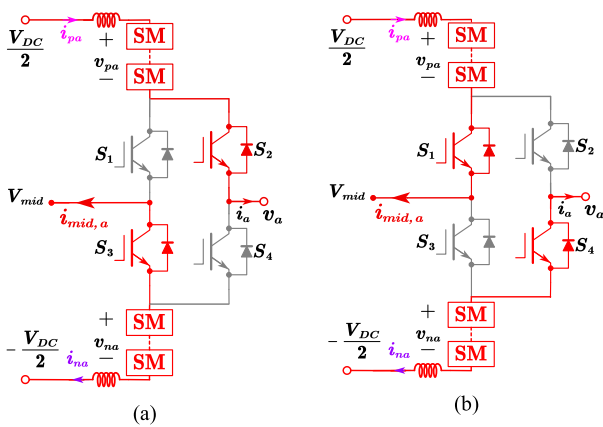 V_DC/2
i_pa
+
v_pa
−
SM
SM
S_1
S_2
V_mid
i_mid, a
i_a
v_a
S_3
S_4
+
v_na
−
SM
SM
- V_DC/2
i_na
(a)
V_DC/2
i_pa
+
v_pa
−
SM
SM
S_1
S_2
V_mid
i_mid, a
i_a
v_a
S_3
S_4
+
v_na
−
SM
SM
- V_DC/2
i_na
(b)